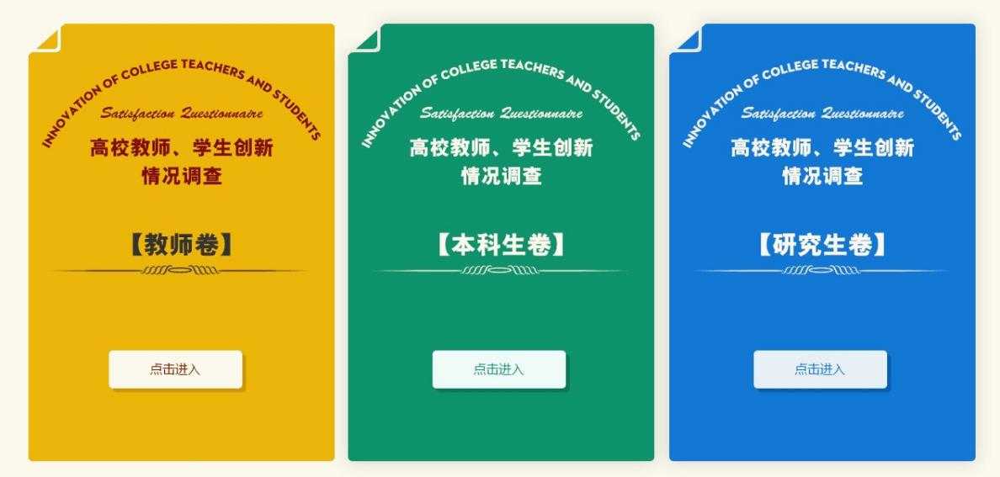 INNOVATION OF COLLEGE TEACHERS AND STUDENTS
Satisfaction Questionnaire
高校教师、学生创新
情况调查
【教师卷】
点击进入
INNOVATION OF COLLEGE TEACHERS AND STUDENTS
Satisfaction Questionnaire
高校教师、学生创新
情况调查
【本科生卷】
点击进入
INNOVATION OF COLLEGE TEACHERS AND STUDENTS
Satisfaction Questionnaire
高校教师、学生创新
情况调查
【研究生卷】
点击进入